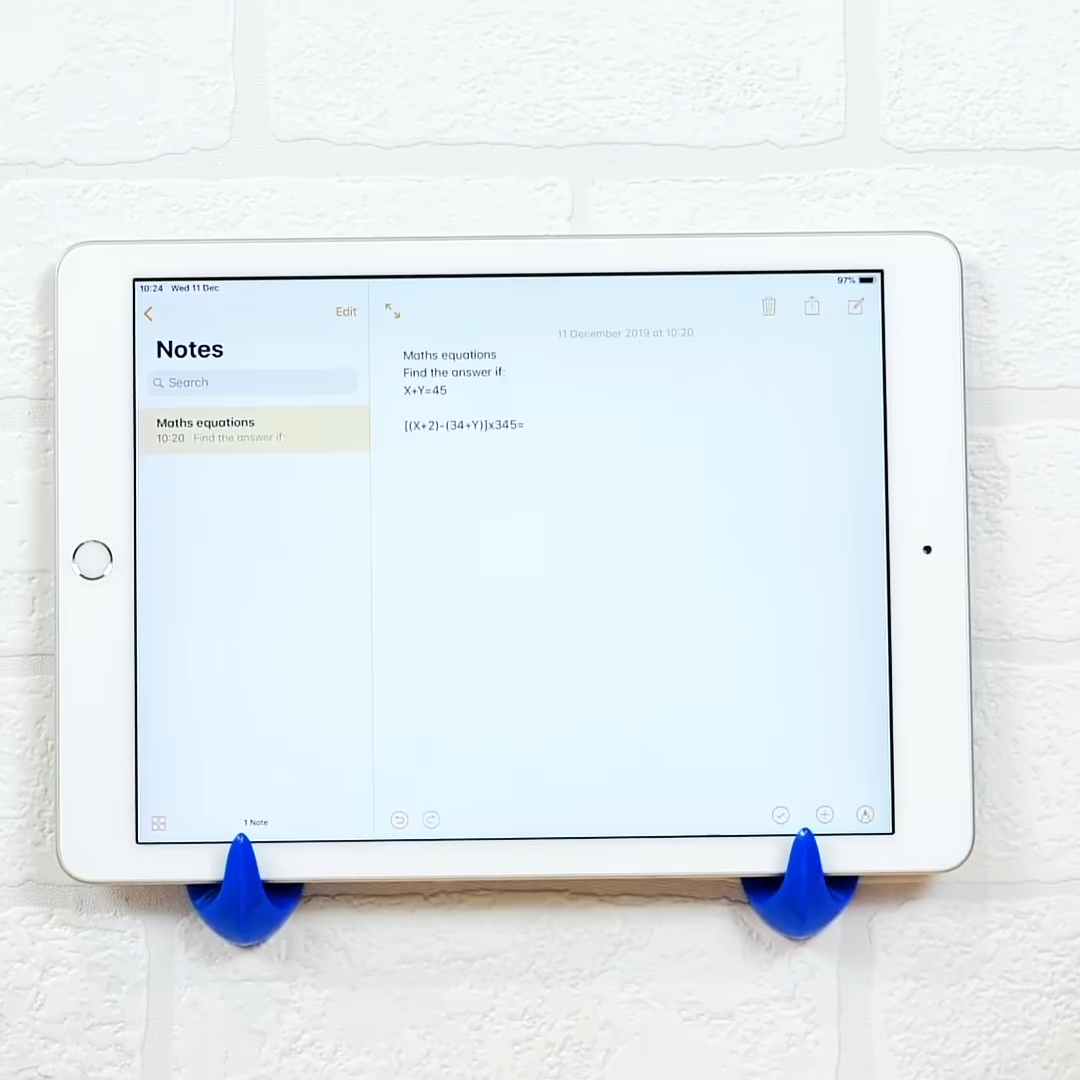 10:24 Wed 11 Dec
97%
Edit
Notes
Search
Maths equations
10:20 Find the answer if:
1 Note
11 December 2019 at 10:20
Maths equations
Find the answer if:
X+Y=45
[(X+2)-(34+Y)]x345=